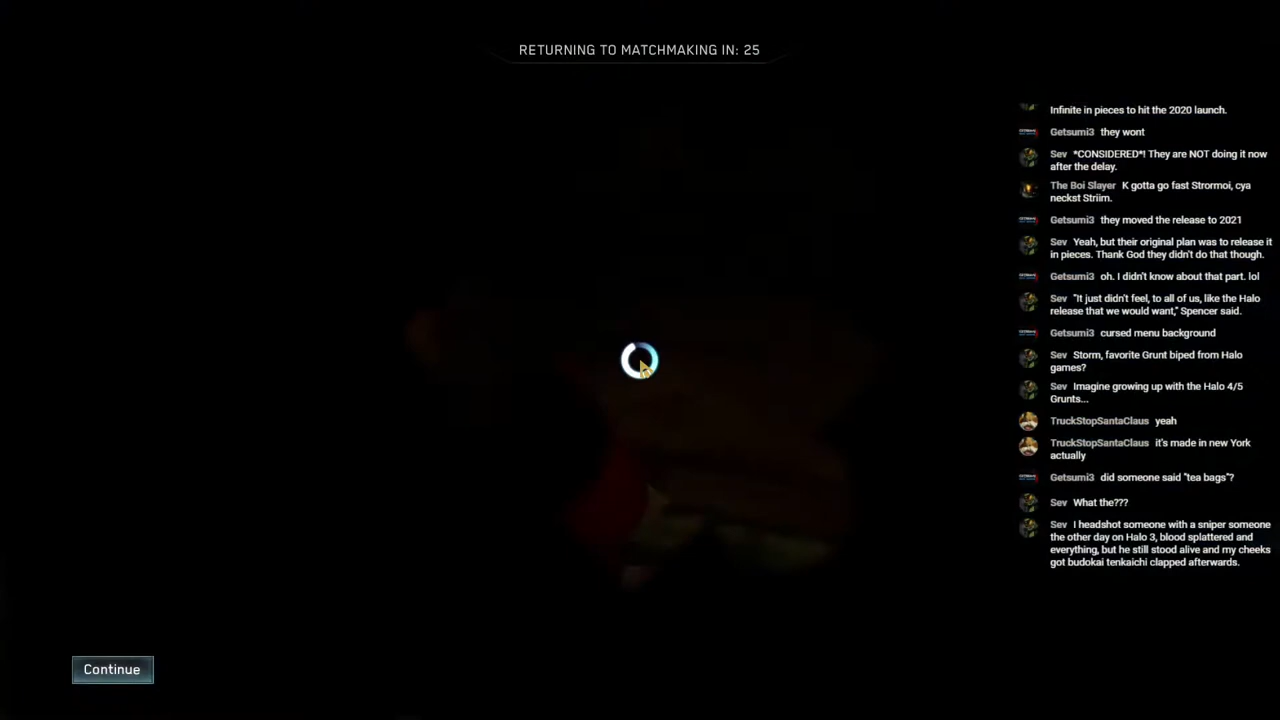 RETURNING TO MATCHMAKING IN: 25
Infinite in pieces to hit the 2020 launch.
Getsumi3 they wont
Sev *CONSIDERED*! They are NOT doing it now
after the delay.
The Boi Slayer K gotta go fast Strormoi, cya
neckst Striim.
Getsumi3 they moved the release to 2021
Sev Yeah, but their original plan was to release it
in pieces. Thank God they didn't do that though.
Getsumi3 oh. I didn't know about that part. lol
Sev "It just didn't feel, to all of us, like the Halo
release that we would want," Spencer said.
Getsumi3 cursed menu background
Sev Storm, favorite Grunt biped from Halo
games?
Sev Imagine growing up with the Halo 4/5
Grunts...
TruckStopSantaClaus yeah
TruckStopSantaClaus it's made in new York
actually
Getsumi3 did someone said "tea bags"?
Sev What the???
Sev I headshot someone with a sniper someone
the other day on Halo 3, blood splattered and
everything, but he still stood alive and my cheeks
got budokai tenkaichi clapped afterwards.
Continue